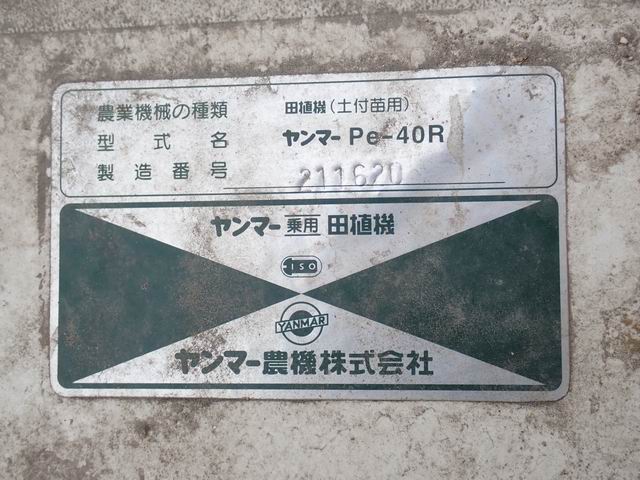 農業機械の種類 田植機(土付苗用)
型式名 ヤンマー Pe-40R
製造番号 211620
ヤンマー 乗用 田植機
ISO
YANMAR
ヤンマー農機株式会社